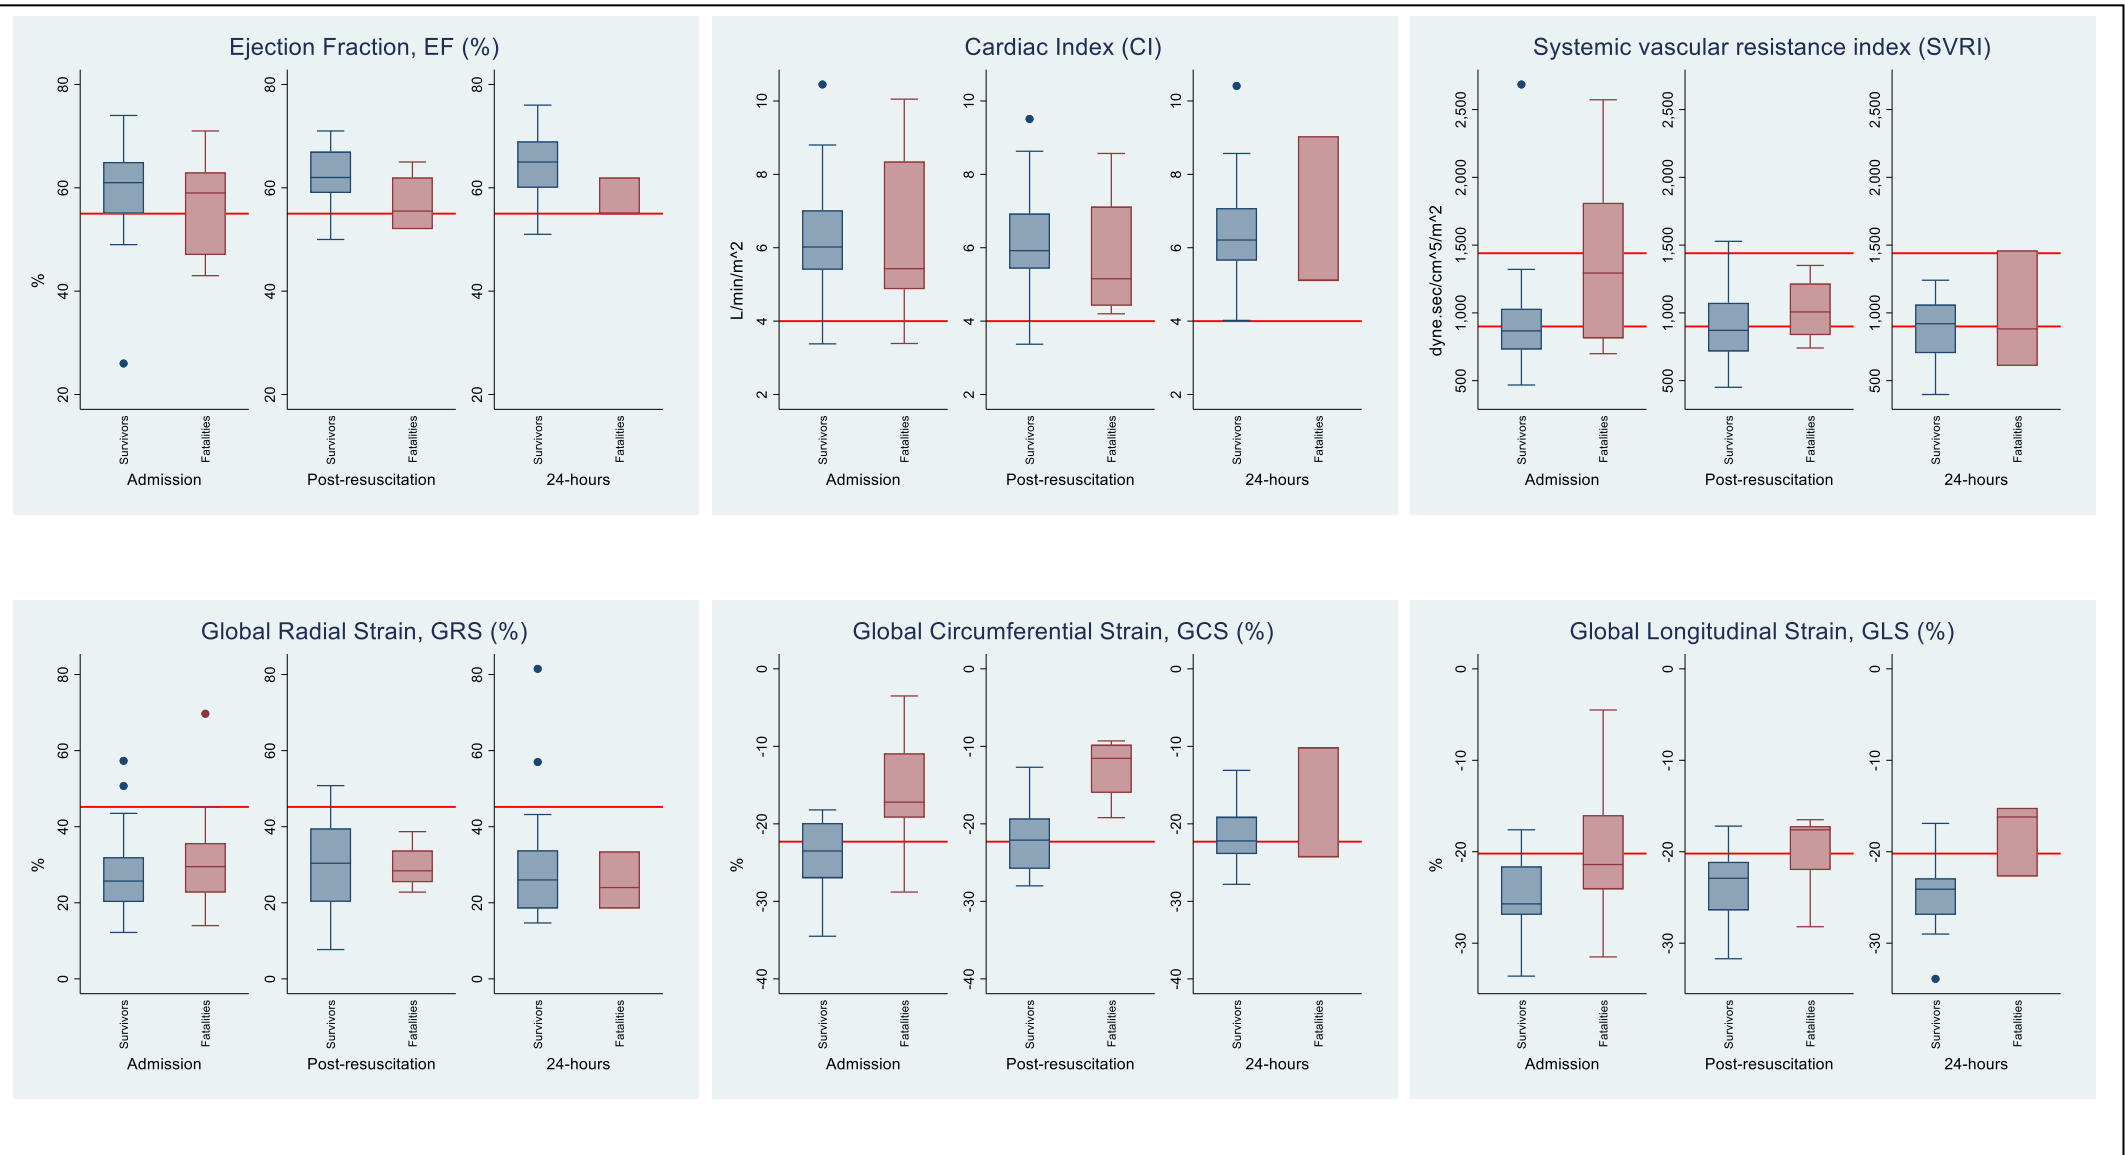 Ejection Fraction, EF (%)
%
20 40 60 80
20 40 60 80
20 40 60 80
Survivors Fatalities Survivors Fatalities Survivors Fatalities
Admission Post-resuscitation 24-hours
Cardiac Index (CI)
L/min/m^2
2 4 6 8 10
2 4 6 8 10
2 4 6 8 10
Survivors Fatalities Survivors Fatalities Survivors Fatalities
Admission Post-resuscitation 24-hours
Systemic vascular resistance index (SVRI)
dyne.sec/cm^5/m^2
500 1,000 1,500 2,000 2,500
500 1,000 1,500 2,000 2,500
500 1,000 1,500 2,000 2,500
Survivors Fatalities Survivors Fatalities Survivors Fatalities
Admission Post-resuscitation 24-hours
Global Radial Strain, GRS (%)
%
0 20 40 60 80
0 20 40 60 80
0 20 40 60 80
Survivors Fatalities Survivors Fatalities Survivors Fatalities
Admission Post-resuscitation 24-hours
Global Circumferential Strain, GCS (%)
%
-40 -30 -20 -10 0
-40 -30 -20 -10 0
-40 -30 -20 -10 0
Survivors Fatalities Survivors Fatalities Survivors Fatalities
Admission Post-resuscitation 24-hours
Global Longitudinal Strain, GLS (%)
%
-30 -20 -10 0
-30 -20 -10 0
-30 -20 -10 0
Survivors Fatalities Survivors Fatalities Survivors Fatalities
Admission Post-resuscitation 24-hours